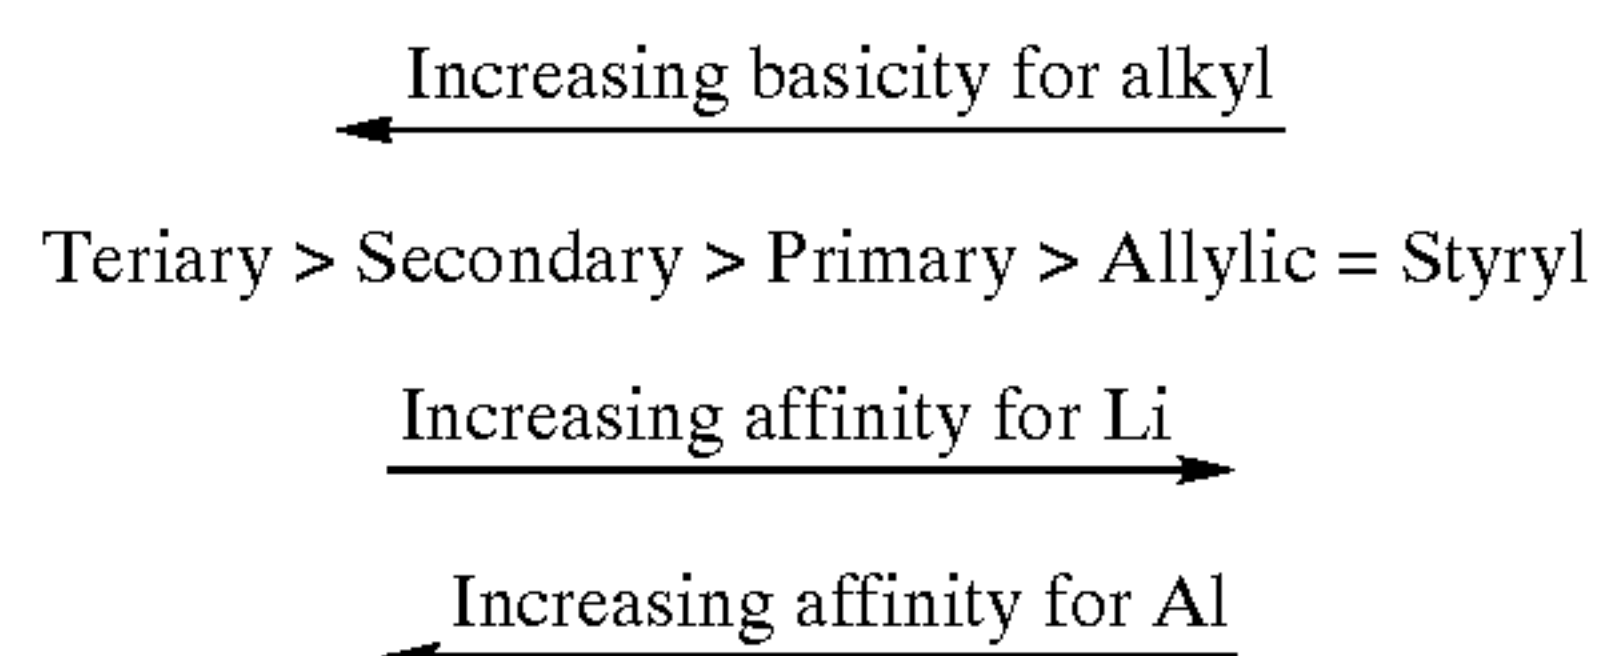 Increasing basicity for alkyl
Teriary > Secondary > Primary > Allylic = Styryl
Increasing affinity for Li
Increasing affinity for Al